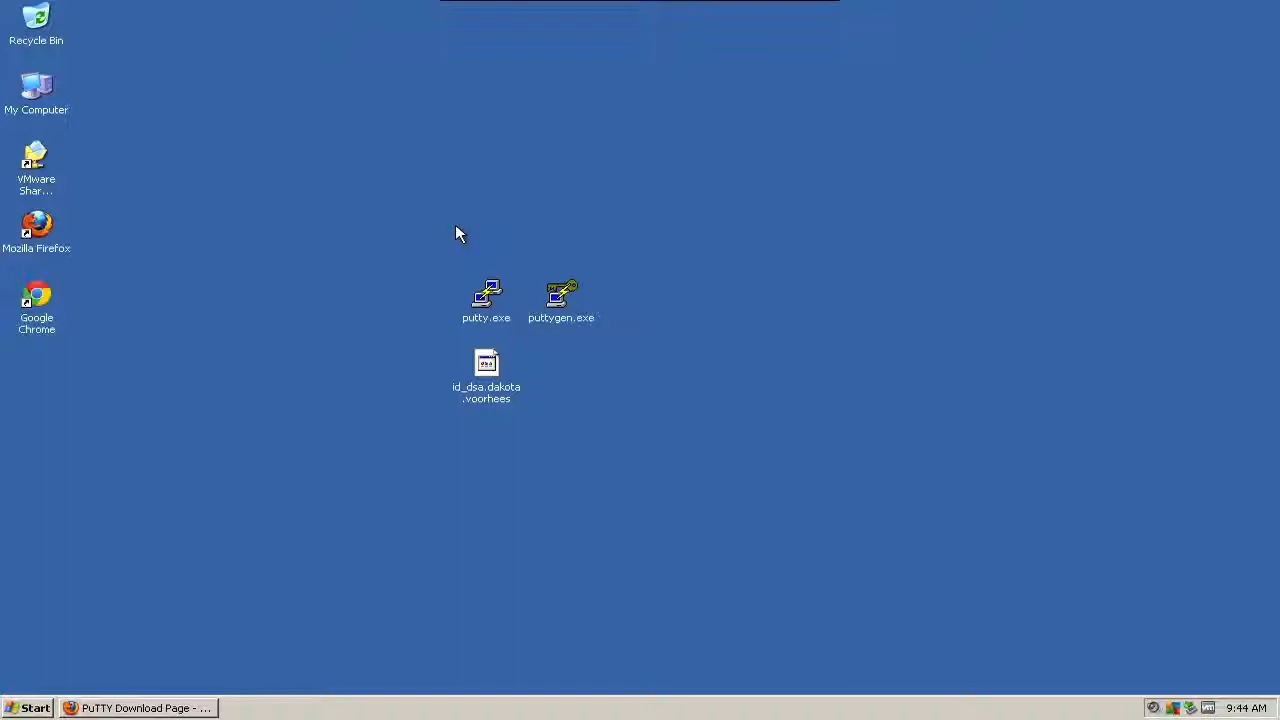 Recycle Bin
My Computer
VMware
Shar...
Mozilla Firefox
Google
Chrome
putty.exe
puttygen.exe
id_dsa.dakota
.voorhees
Start
PuTTY Download Page - ...
9:44 AM